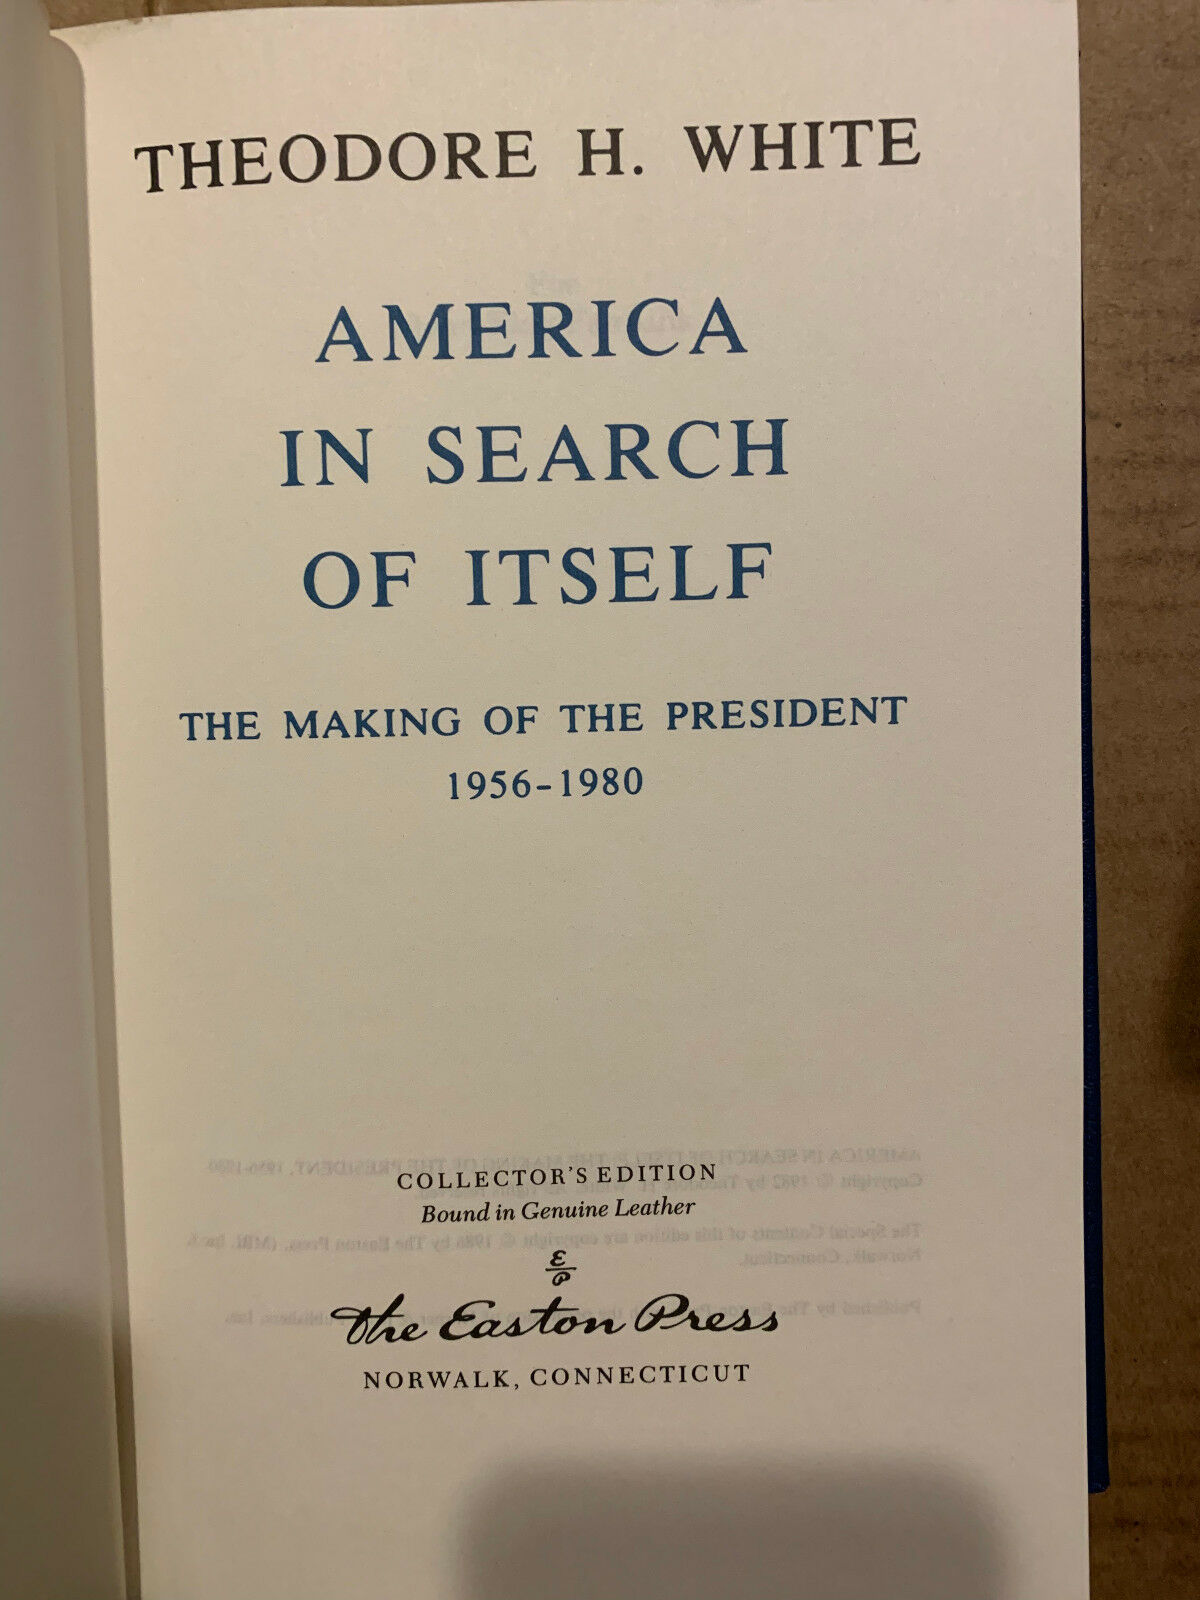 THEODORE H. WHITE
AMERICA
IN SEARCH
OF ITSELF
THE MAKING OF THE PRESIDENT
1956-1980
COLLECTOR'S EDITION
Bound in Genuine Leather
The Easton Press
NORWALK, CONNECTICUT